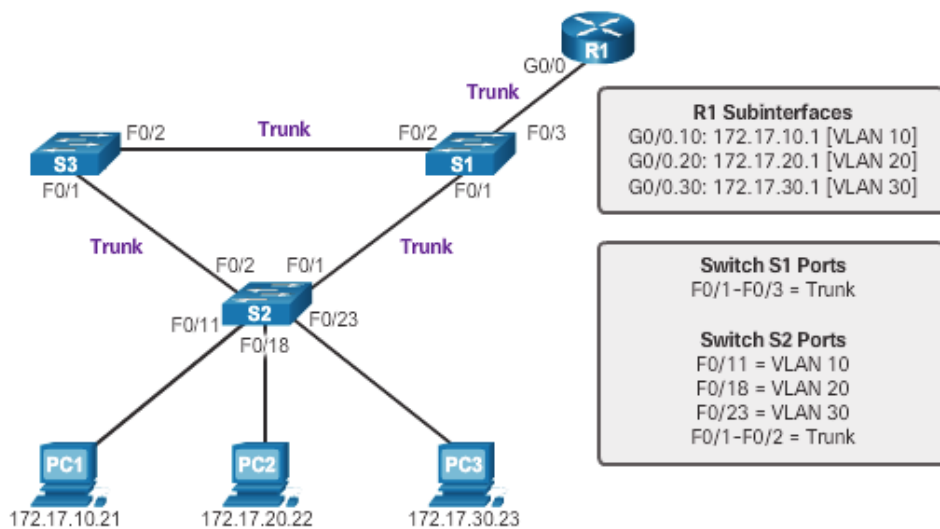 R1
G0/0
Trunk
F0/2
Trunk
F0/2
F0/3
S3
S1
F0/1
F0/1
Trunk
Trunk
F0/2
F0/1
S2
F0/11
F0/23
F0/18
PC1
PC2
PC3
172.17.10.21
172.17.20.22
172.17.30.23
R1 Subinterfaces
G0/0.10: 172.17.10.1 [VLAN 10]
G0/0.20: 172.17.20.1 [VLAN 20]
G0/0.30: 172.17.30.1 [VLAN 30]
Switch S1 Ports
F0/1-F0/3 = Trunk
Switch S2 Ports
F0/11 = VLAN 10
F0/18 = VLAN 20
F0/23 = VLAN 30
F0/1-F0/2 = Trunk